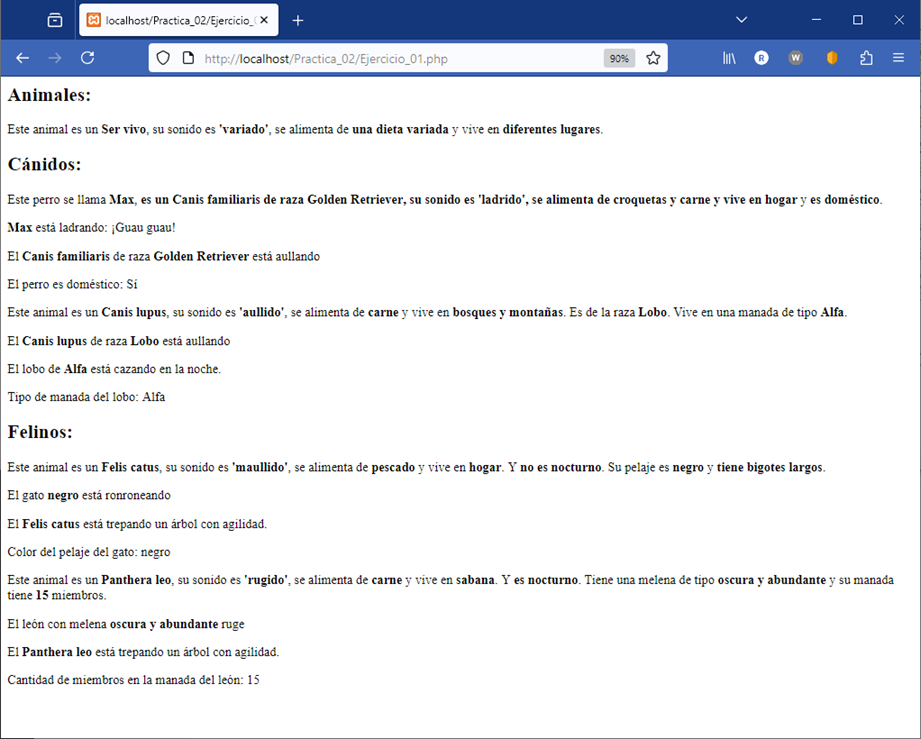 localhost/Practica_02/Ejercicio_
http://localhost/Practica_02/Ejercicio_01.php
90%
R
W
Animales:
Este animal es un Ser vivo, su sonido es 'variado', se alimenta de una dieta variada y vive en diferentes lugares.
Cánidos:
Este perro se llama Max, es un Canis familiaris de raza Golden Retriever, su sonido es 'ladrido', se alimenta de croquetas y carne y vive en hogar y es doméstico.
Max está ladrando: ¡Guau guau!
El Canis familiaris de raza Golden Retriever está aullando
El perro es doméstico: Sí
Este animal es un Canis lupus, su sonido es 'aullido', se alimenta de carne y vive en bosques y montañas. Es de la raza Lobo. Vive en una manada de tipo Alfa.
El Canis lupus de raza Lobo está aullando
El lobo de Alfa está cazando en la noche.
Tipo de manada del lobo: Alfa
Felinos:
Este animal es un Felis catus, su sonido es 'maullido', se alimenta de pescado y vive en hogar. Y no es nocturno. Su pelaje es negro y tiene bigotes largos.
El gato negro está ronroneando
El Felis catus está trepando un árbol con agilidad.
Color del pelaje del gato: negro
Este animal es un Panthera leo, su sonido es 'rugido', se alimenta de carne y vive en sabana. Y es nocturno. Tiene una melena de tipo oscura y abundante y su manada
tiene 15 miembros.
El león con melena oscura y abundante ruge
El Panthera leo está trepando un árbol con agilidad.
Cantidad de miembros en la manada del león: 15